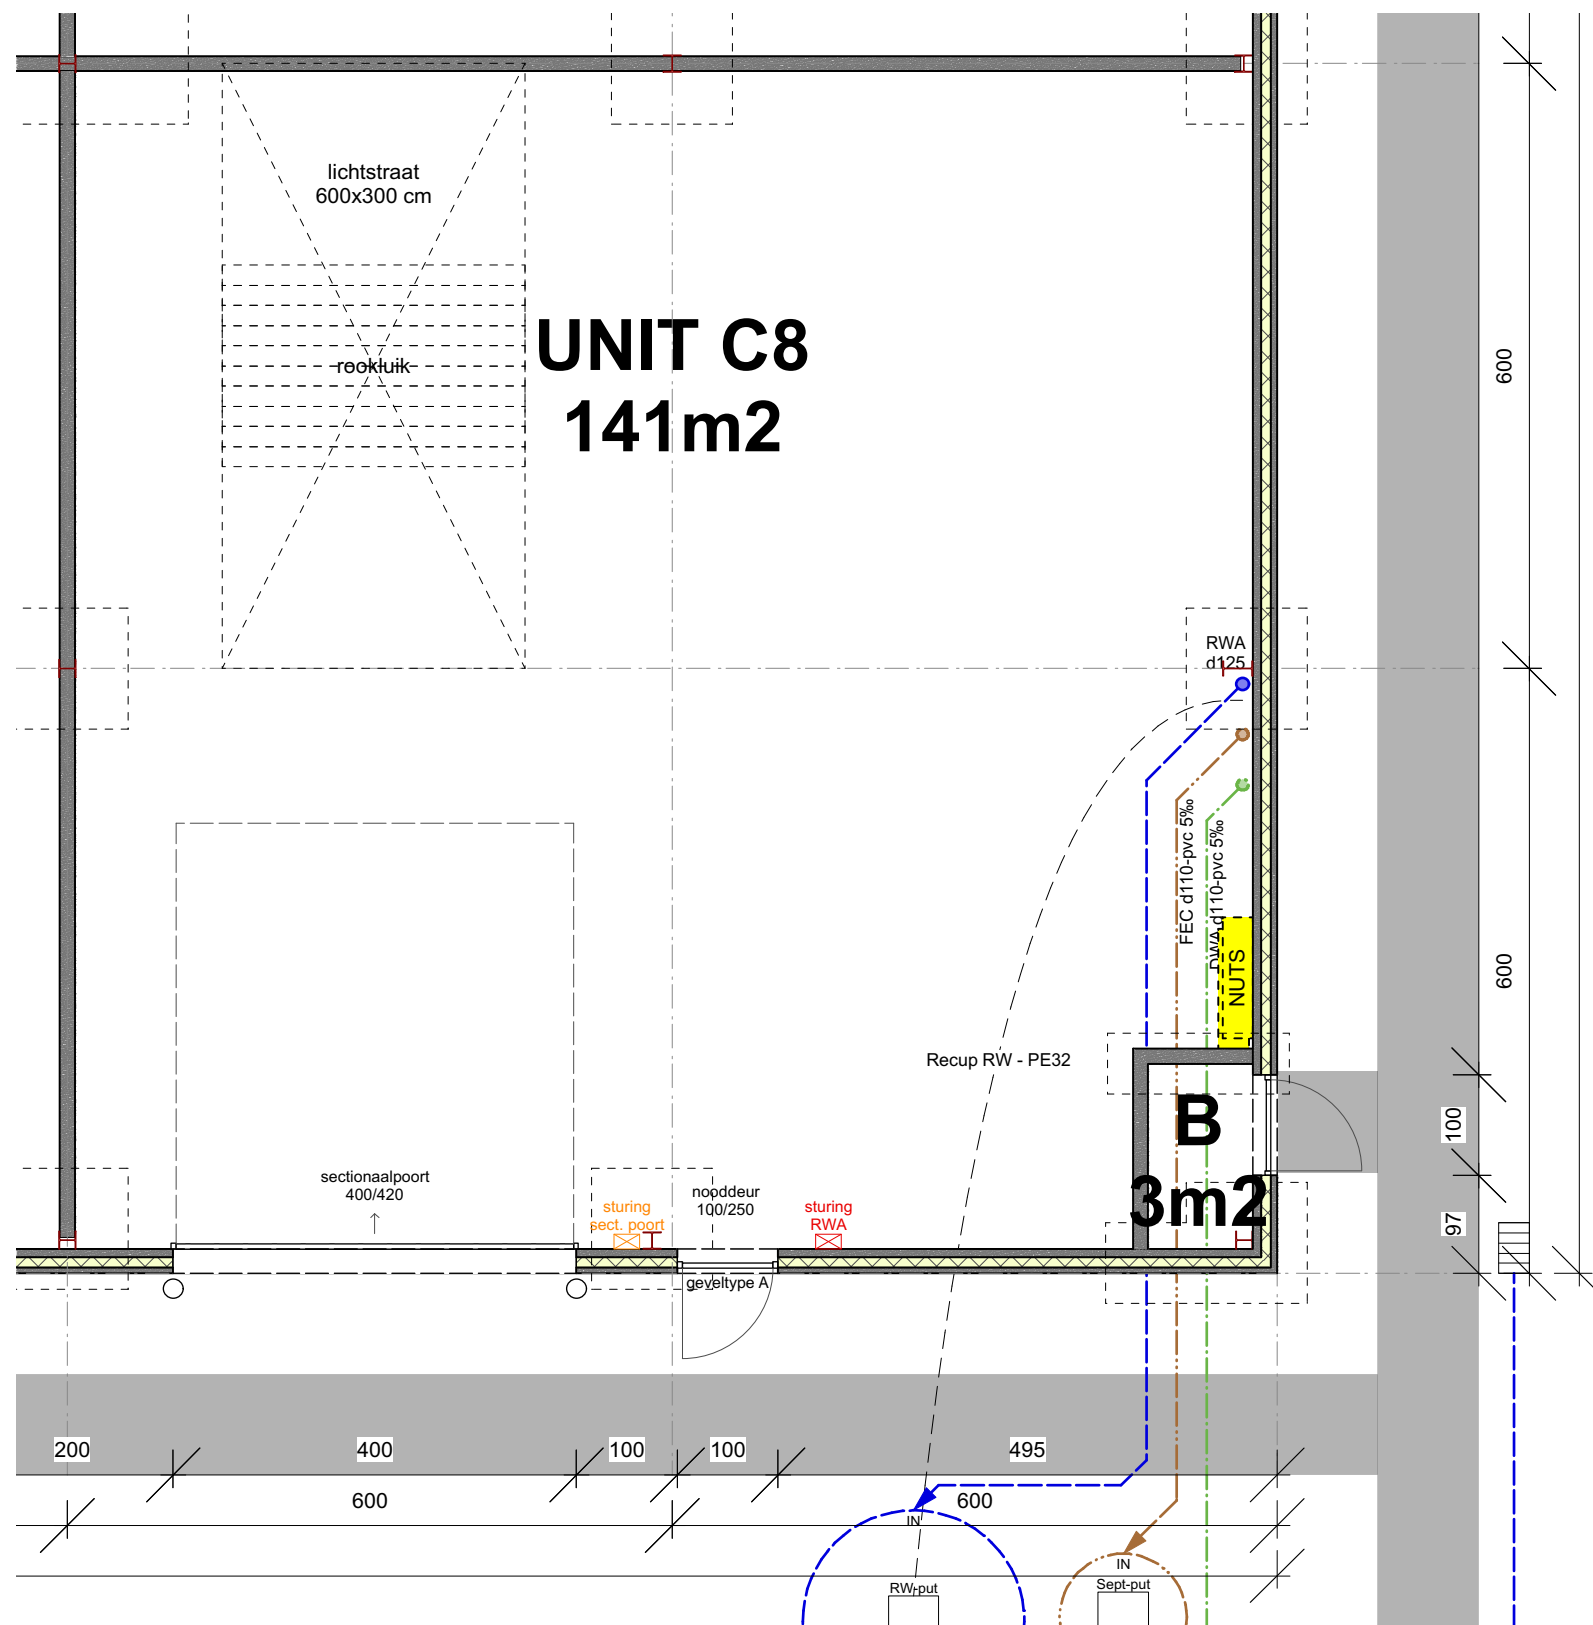 lichtstraat
600x300 cm
rookluik
UNIT C8
141m2
600
RWA
d125
FEC d110-pvc 5‰
DWA d110-pvc 5‰
NUTS
600
Recup RW - PE32
B
3m2
100
97
sectionaalpoort
400/420
sturing
sect. poort
nooddeur
100/250
sturing
RWA
geveltype A
200
400
100
100
495
600
600
IN
RW-put
IN
Sept-put